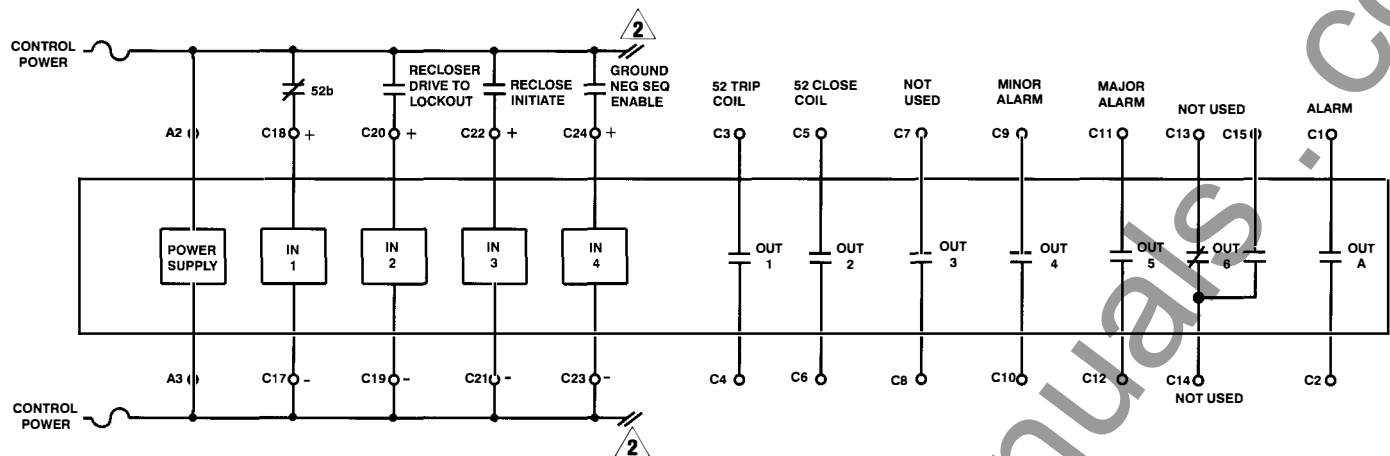 2
CONTROL
POWER
52b
RECLOSER
DRIVE TO
LOCKOUT
RECLOSE
INITIATE
GROUND
NEG SEQ
ENABLE
52 TRIP
COIL
52 CLOSE
COIL
NOT
USED
MINOR
ALARM
MAJOR
ALARM
NOT USED
ALARM
A2
C18 +
C20 +
C22 +
C24 +
C3
C5
C7
C9
C11
C13
C15
C1
POWER
SUPPLY
IN
1
IN
2
IN
3
IN
4
OUT
1
OUT
2
OUT
3
OUT
4
OUT
5
OUT
6
OUT
A
A3
C17 -
C19 -
C21 -
C23 -
C4
C6
C8
C10
C12
C14
NOT USED
C2
CONTROL
POWER
2
nuals . co